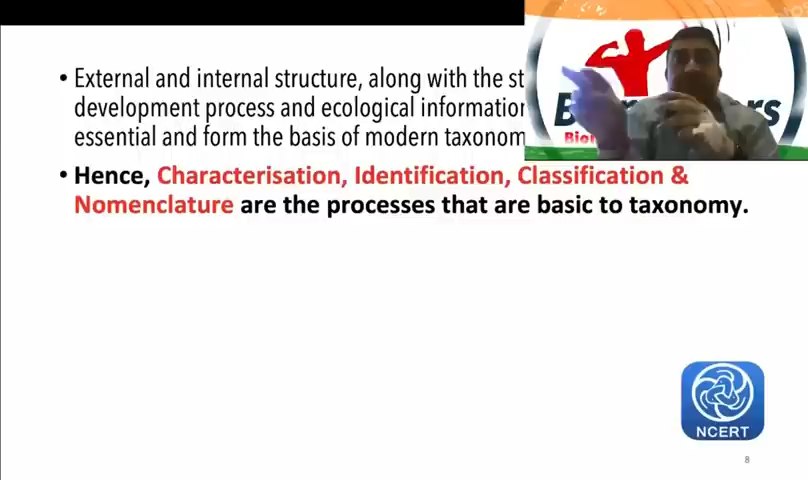 • External and internal structure, along with the st
development process and ecological information
essential and form the basis of modern taxonom
• Hence, Characterisation, Identification, Classification &
Nomenclature are the processes that are basic to taxonomy.
NCERT
8